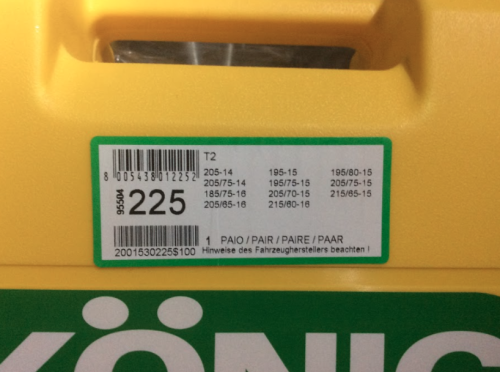 T2
8 005438 012252
205-14 195-15 195/80-15
205/75-14 195/75-15 205/75-15
185/75-16 205/70-15 215/65-15
205/65-16 215/60-16
95504
225
1 PAIO / PAIR / PAIRE / PAAR
2001530225S100
Hinweise des Fahrzeugherstellers beachten !
KÖNIG